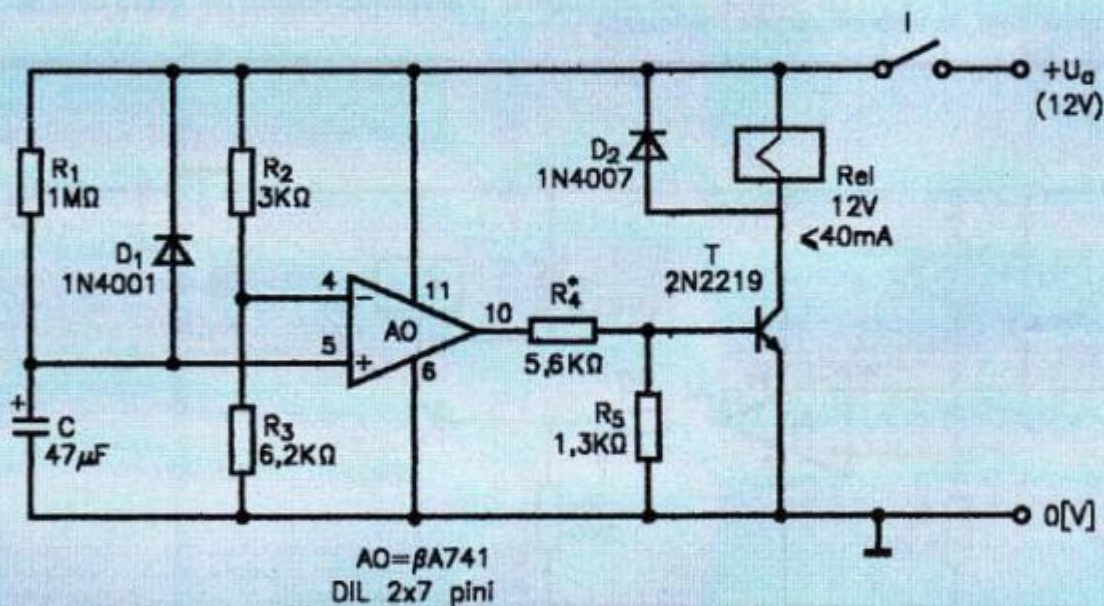 I
+Ua
(12V)
R1
1MΩ
D1
1N4001
R2
3KΩ
D2
1N4007
Rel
12V
≤40mA
T
2N2219
4
−
11
AO
10
5
+
6
R4*
5,6KΩ
R5
1,3KΩ
+
C
47μF
R3
6,2KΩ
0[V]
AO=βA741
DIL 2x7 pini